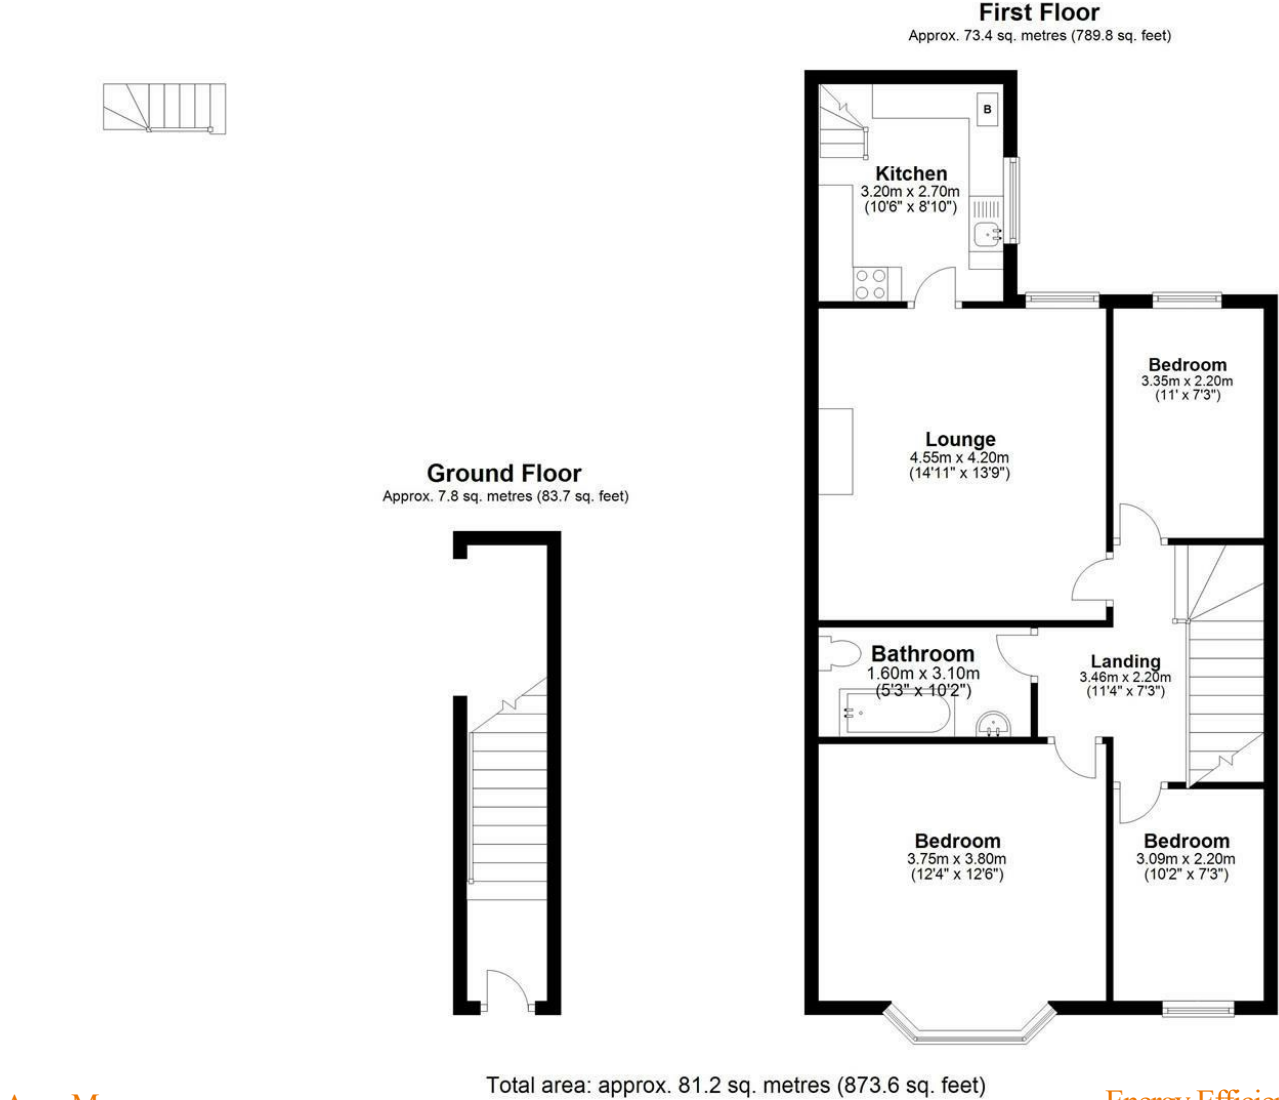 First Floor
Approx. 73.4 sq. metres (789.8 sq. feet)
B
Kitchen
3.20m x 2.70m
(10'6" x 8'10")
Bedroom
3.35m x 2.20m
(11' x 7'3")
Lounge
4.55m x 4.20m
(14'11" x 13'9")
Ground Floor
Approx. 7.8 sq. metres (83.7 sq. feet)
Bathroom
1.60m x 3.10m
(5'3" x 10'2")
Landing
3.46m x 2.20m
(11'4" x 7'3")
Bedroom
3.75m x 3.80m
(12'4" x 12'6")
Bedroom
3.09m x 2.20m
(10'2" x 7'3")
Total area: approx. 81.2 sq. metres (873.6 sq. feet)
Energy